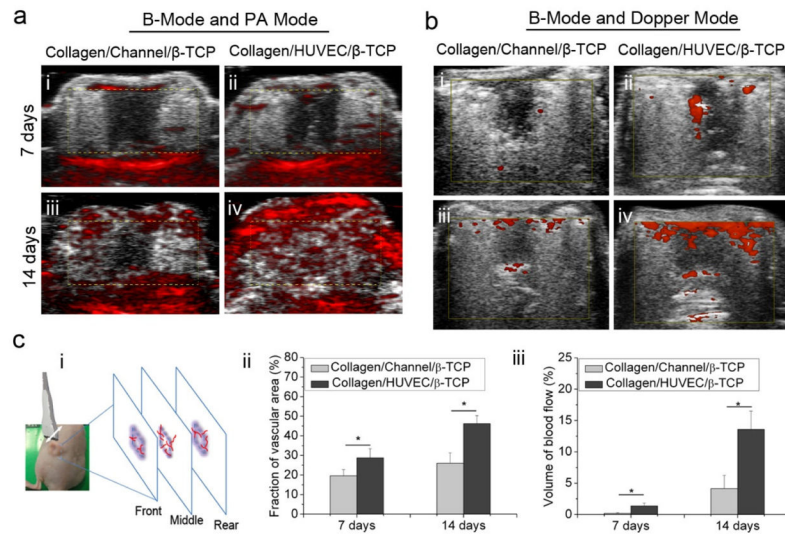 a
B-Mode and PA Mode
Collagen/Channel/β-TCP
Collagen/HUVEC/β-TCP
7 days
i
ii
14 days
iii
iv
b
B-Mode and Dopper Mode
Collagen/Channel/β-TCP
Collagen/HUVEC/β-TCP
i
ii
iii
iv
c
i
Front
Middle
Rear
ii
Fraction of vascular area (%)
80
70
60
50
40
30
20
10
0
Collagen/Channel/β-TCP
Collagen/HUVEC/β-TCP
*
*
7 days
14 days
iii
Volume of blood flow (%)
25
20
15
10
5
0
Collagen/Channel/β-TCP
Collagen/HUVEC/β-TCP
*
*
7 days
14 days